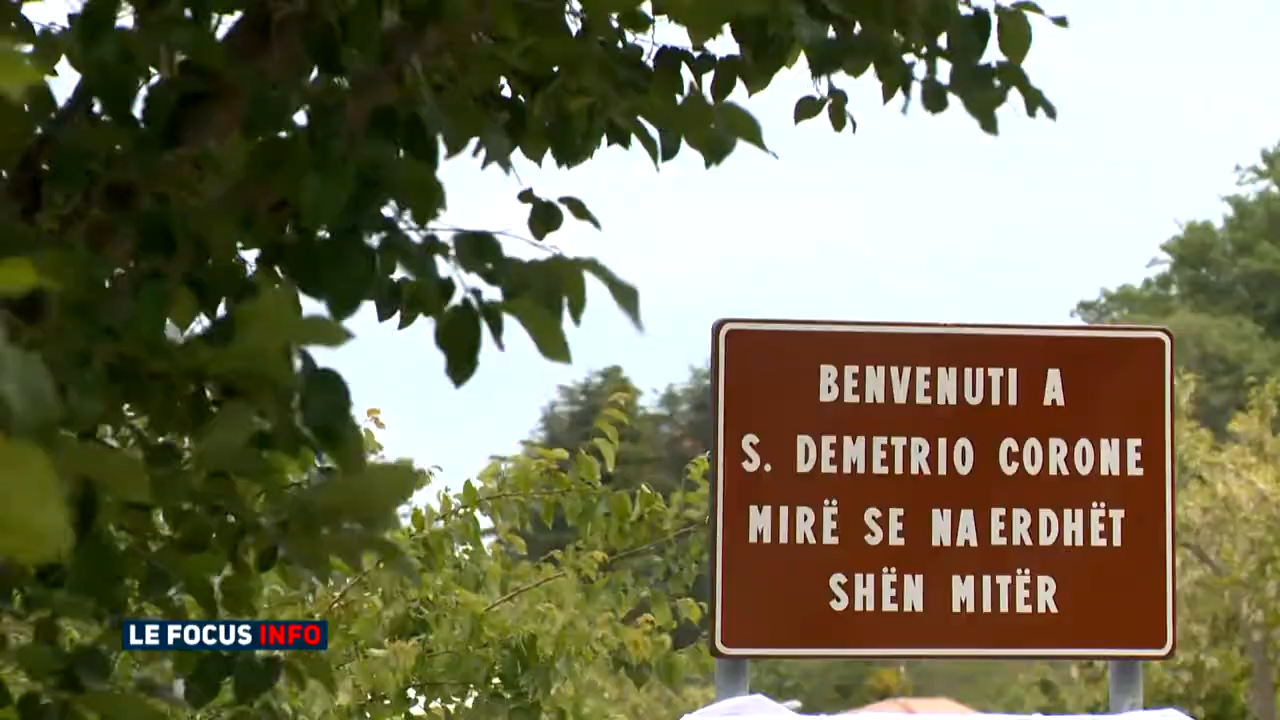 BENVENUTI A
S. DEMETRIO CORONE
MIRË SE NA ERDHËT
SHËN MITËR
LE FOCUS INFO